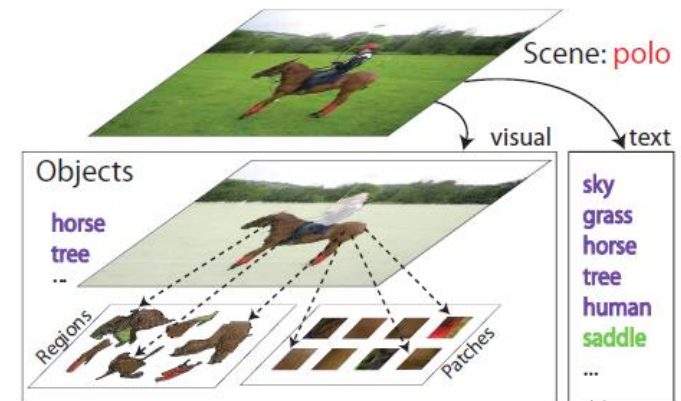 Scene: polo
visual
text
Objects
horse
tree
...
Regions
Patches
sky
grass
horse
tree
human
saddle
...